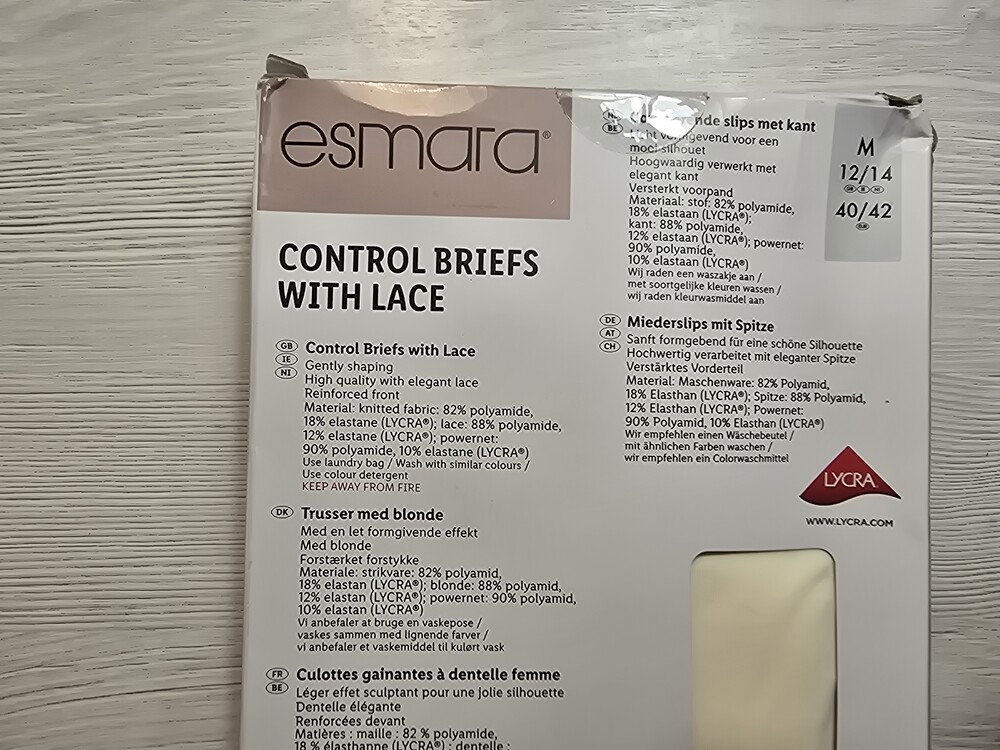 esmara®
CONTROL BRIEFS
WITH LACE
GB
IE
NI
Control Briefs with Lace
Gently shaping
High quality with elegant lace
Reinforced front
Material: knitted fabric: 82% polyamide,
18% elastane (LYCRA®); lace: 88% polyamide,
12% elastane (LYCRA®); powernet:
90% polyamide, 10% elastane (LYCRA®)
Use laundry bag / Wash with similar colours /
Use colour detergent
KEEP AWAY FROM FIRE
DK
Trusser med blonde
Med en let formgivende effekt
Med blonde
Forstærket forstykke
Materiale: strikvare: 82% polyamid,
18% elastan (LYCRA®); blonde: 88% polyamid,
12% elastan (LYCRA®); powernet: 90% polyamid,
10% elastan (LYCRA®)
Vi anbefaler at bruge en vaskepose /
vaskes sammen med lignende farver /
vi anbefaler et vaskemiddel til kulørt vask
FR
BE
Culottes gainantes à dentelle femme
Léger effet sculptant pour une jolie silhouette
Dentelle élégante
Renforcées devant
Matières : maille : 82 % polyamide,
18 % élasthanne (LYCRA®) ; dentelle :
BE
slips met kant
voor een
mooi silhouet
Hoogwaardig verwerkt met
elegant kant
Versterkt voorpand
Materiaal: stof: 82% polyamide,
18% elastaan (LYCRA®);
kant: 88% polyamide,
12% elastaan (LYCRA®); powernet:
90% polyamide,
10% elastaan (LYCRA®)
Wij raden een waszakje aan /
met soortgelijke kleuren wassen /
wij raden kleurwasmiddel aan
DE
AT
CH
Miederslips mit Spitze
Sanft formgebend für eine schöne Silhouette
Hochwertig verarbeitet mit eleganter Spitze
Verstärktes Vorderteil
Material: Maschenware: 82% Polyamid,
18% Elasthan (LYCRA®); Spitze: 88% Polyamid,
12% Elasthan (LYCRA®); Powernet:
90% Polyamid, 10% Elasthan (LYCRA®)
Wir empfehlen einen Wäschebeutel /
mit ähnlichen Farben waschen /
wir empfehlen ein Colorwaschmittel
M
12/14
GB IE NI
40/42
EUR
LYCRA
WWW.LYCRA.COM